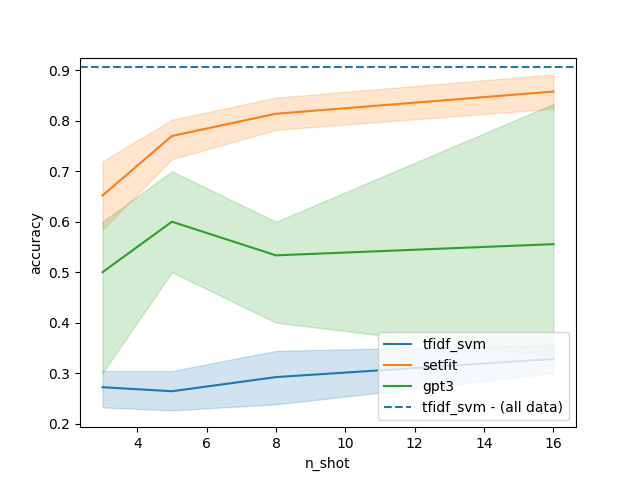 0.9
0.8
0.7
0.6
0.5
0.4
0.3
0.2
accuracy
4 6 8 10 12 14 16
n_shot
tfidf_svm
setfit
gpt3
tfidf_svm - (all data)